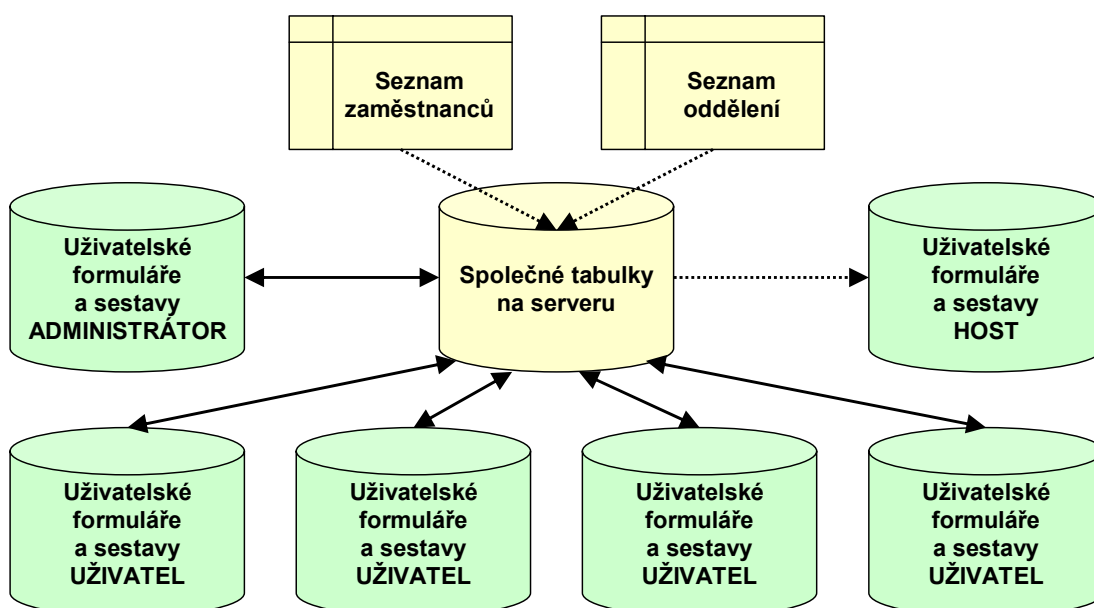 Seznam
zaměstnanců
Seznam
oddělení
Uživatelské
formuláře
a sestavy
ADMINISTRÁTOR
Společné tabulky
na serveru
Uživatelské
formuláře
a sestavy
HOST
Uživatelské
formuláře
a sestavy
UŽIVATEL
Uživatelské
formuláře
a sestavy
UŽIVATEL
Uživatelské
formuláře
a sestavy
UŽIVATEL
Uživatelské
formuláře
a sestavy
UŽIVATEL